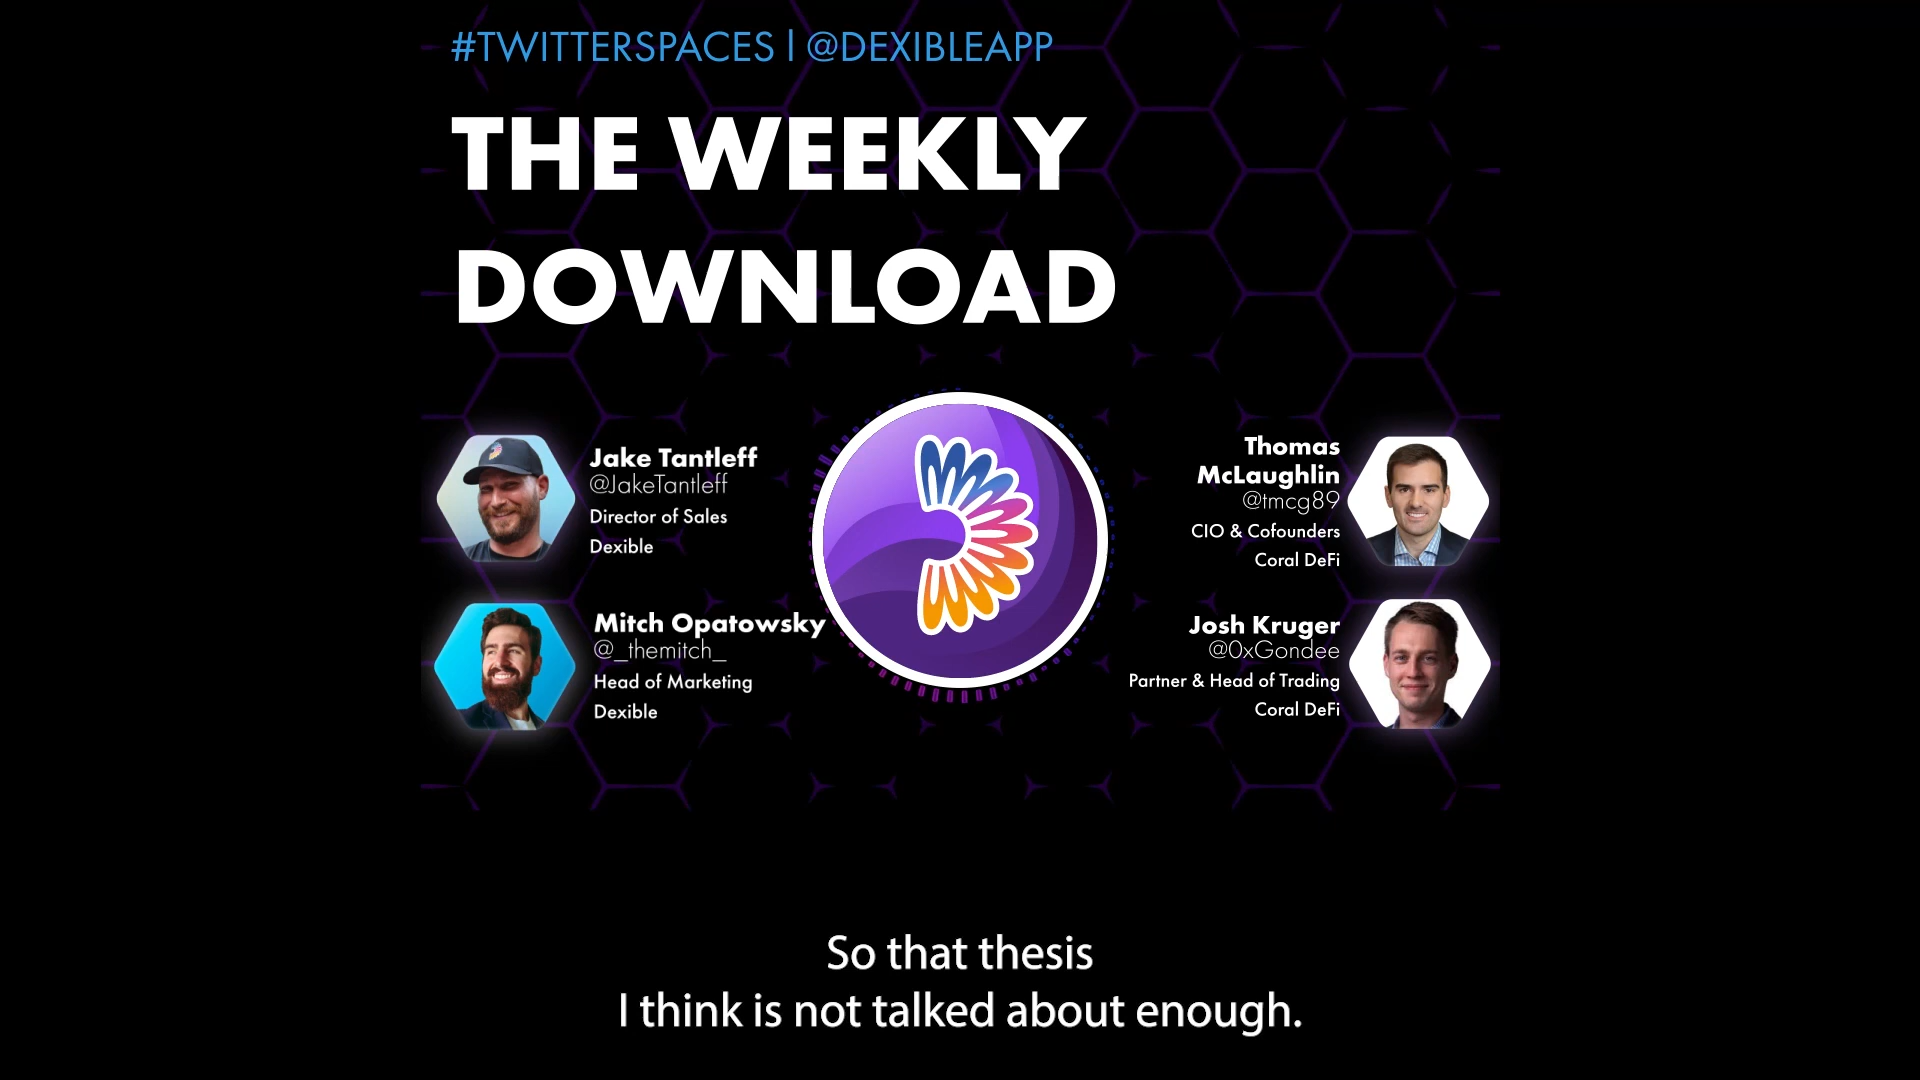 #TWITTERSPACES | @DEXIBLEAPP
THE WEEKLY
DOWNLOAD
Jake Tantleff
@JakeTantleff
Director of Sales
Dexible
Mitch Opatowsky
@_themitch_
Head of Marketing
Dexible
Thomas
McLaughlin
@tmcg89
CIO & Cofounders
Coral DeFi
Josh Kruger
@0xGondee
Partner & Head of Trading
Coral DeFi
So that thesis
I think is not talked about enough.